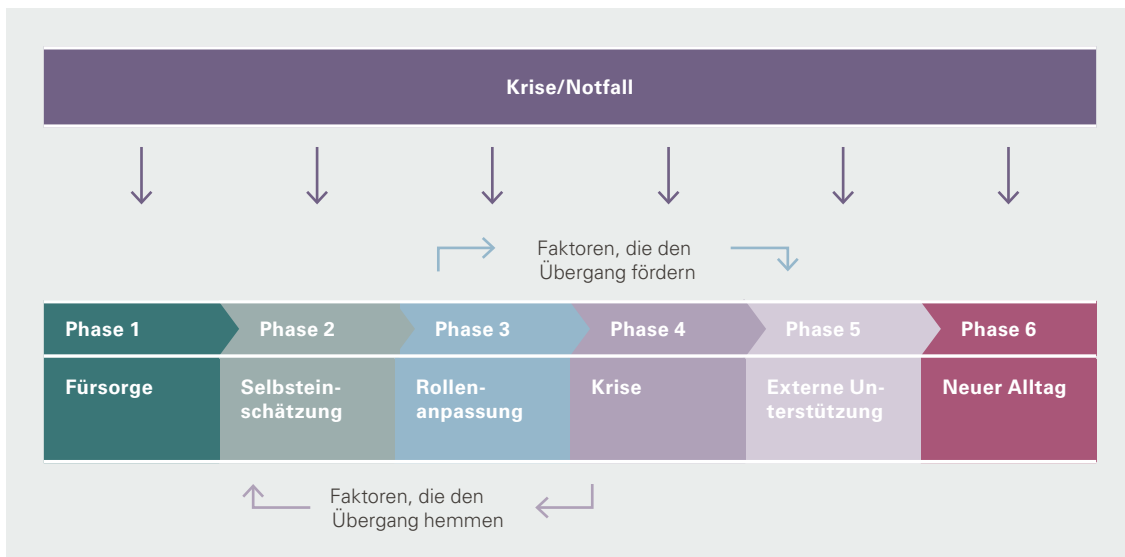 Krise/Notfall
Faktoren, die den
Übergang fördern
Phase 1
Phase 2
Phase 3
Phase 4
Phase 5
Phase 6
Fürsorge
Selbstein-
schätzung
Rollen-
anpassung
Krise
Externe Un-
terstützung
Neuer Alltag
Faktoren, die den
Übergang hemmen